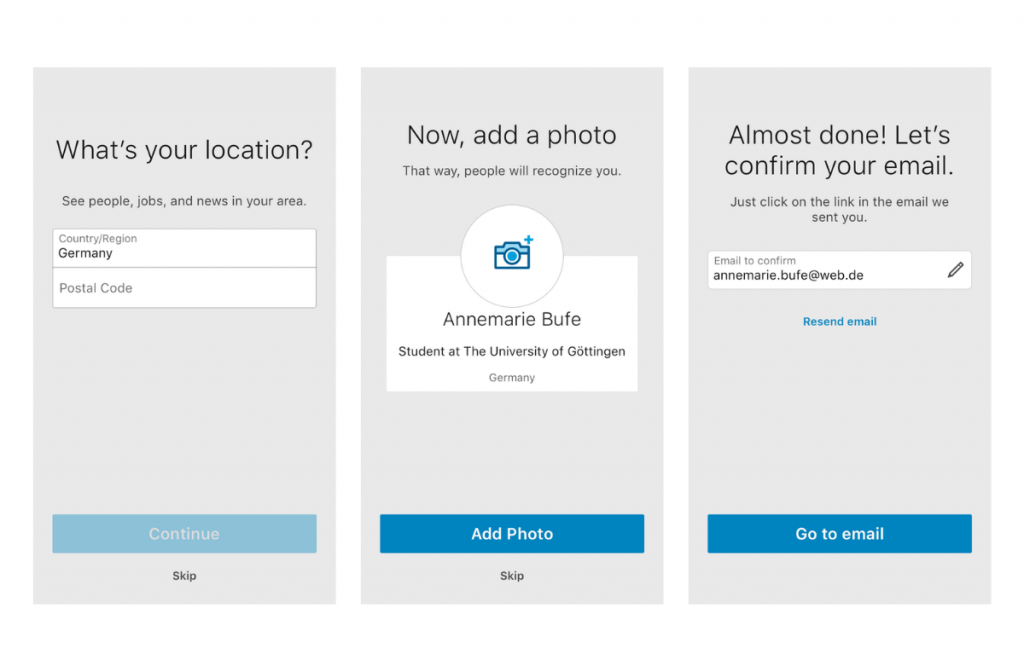 What’s your location?
See people, jobs, and news in your area.
Country/Region
Germany
Postal Code
Continue
Skip
Now, add a photo
That way, people will recognize you.
Annemarie Bufe
Student at The University of Göttingen
Germany
Add Photo
Skip
Almost done! Let’s
confirm your email.
Just click on the link in the email we
sent you.
Email to confirm
annemarie.bufe@web.de
Resend email
Go to email